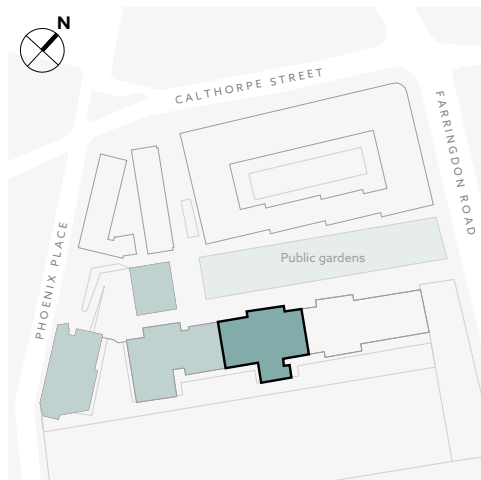 N
CALTHORPE STREET
FARRINGDON ROAD
PHOENIX PLACE
Public gardens